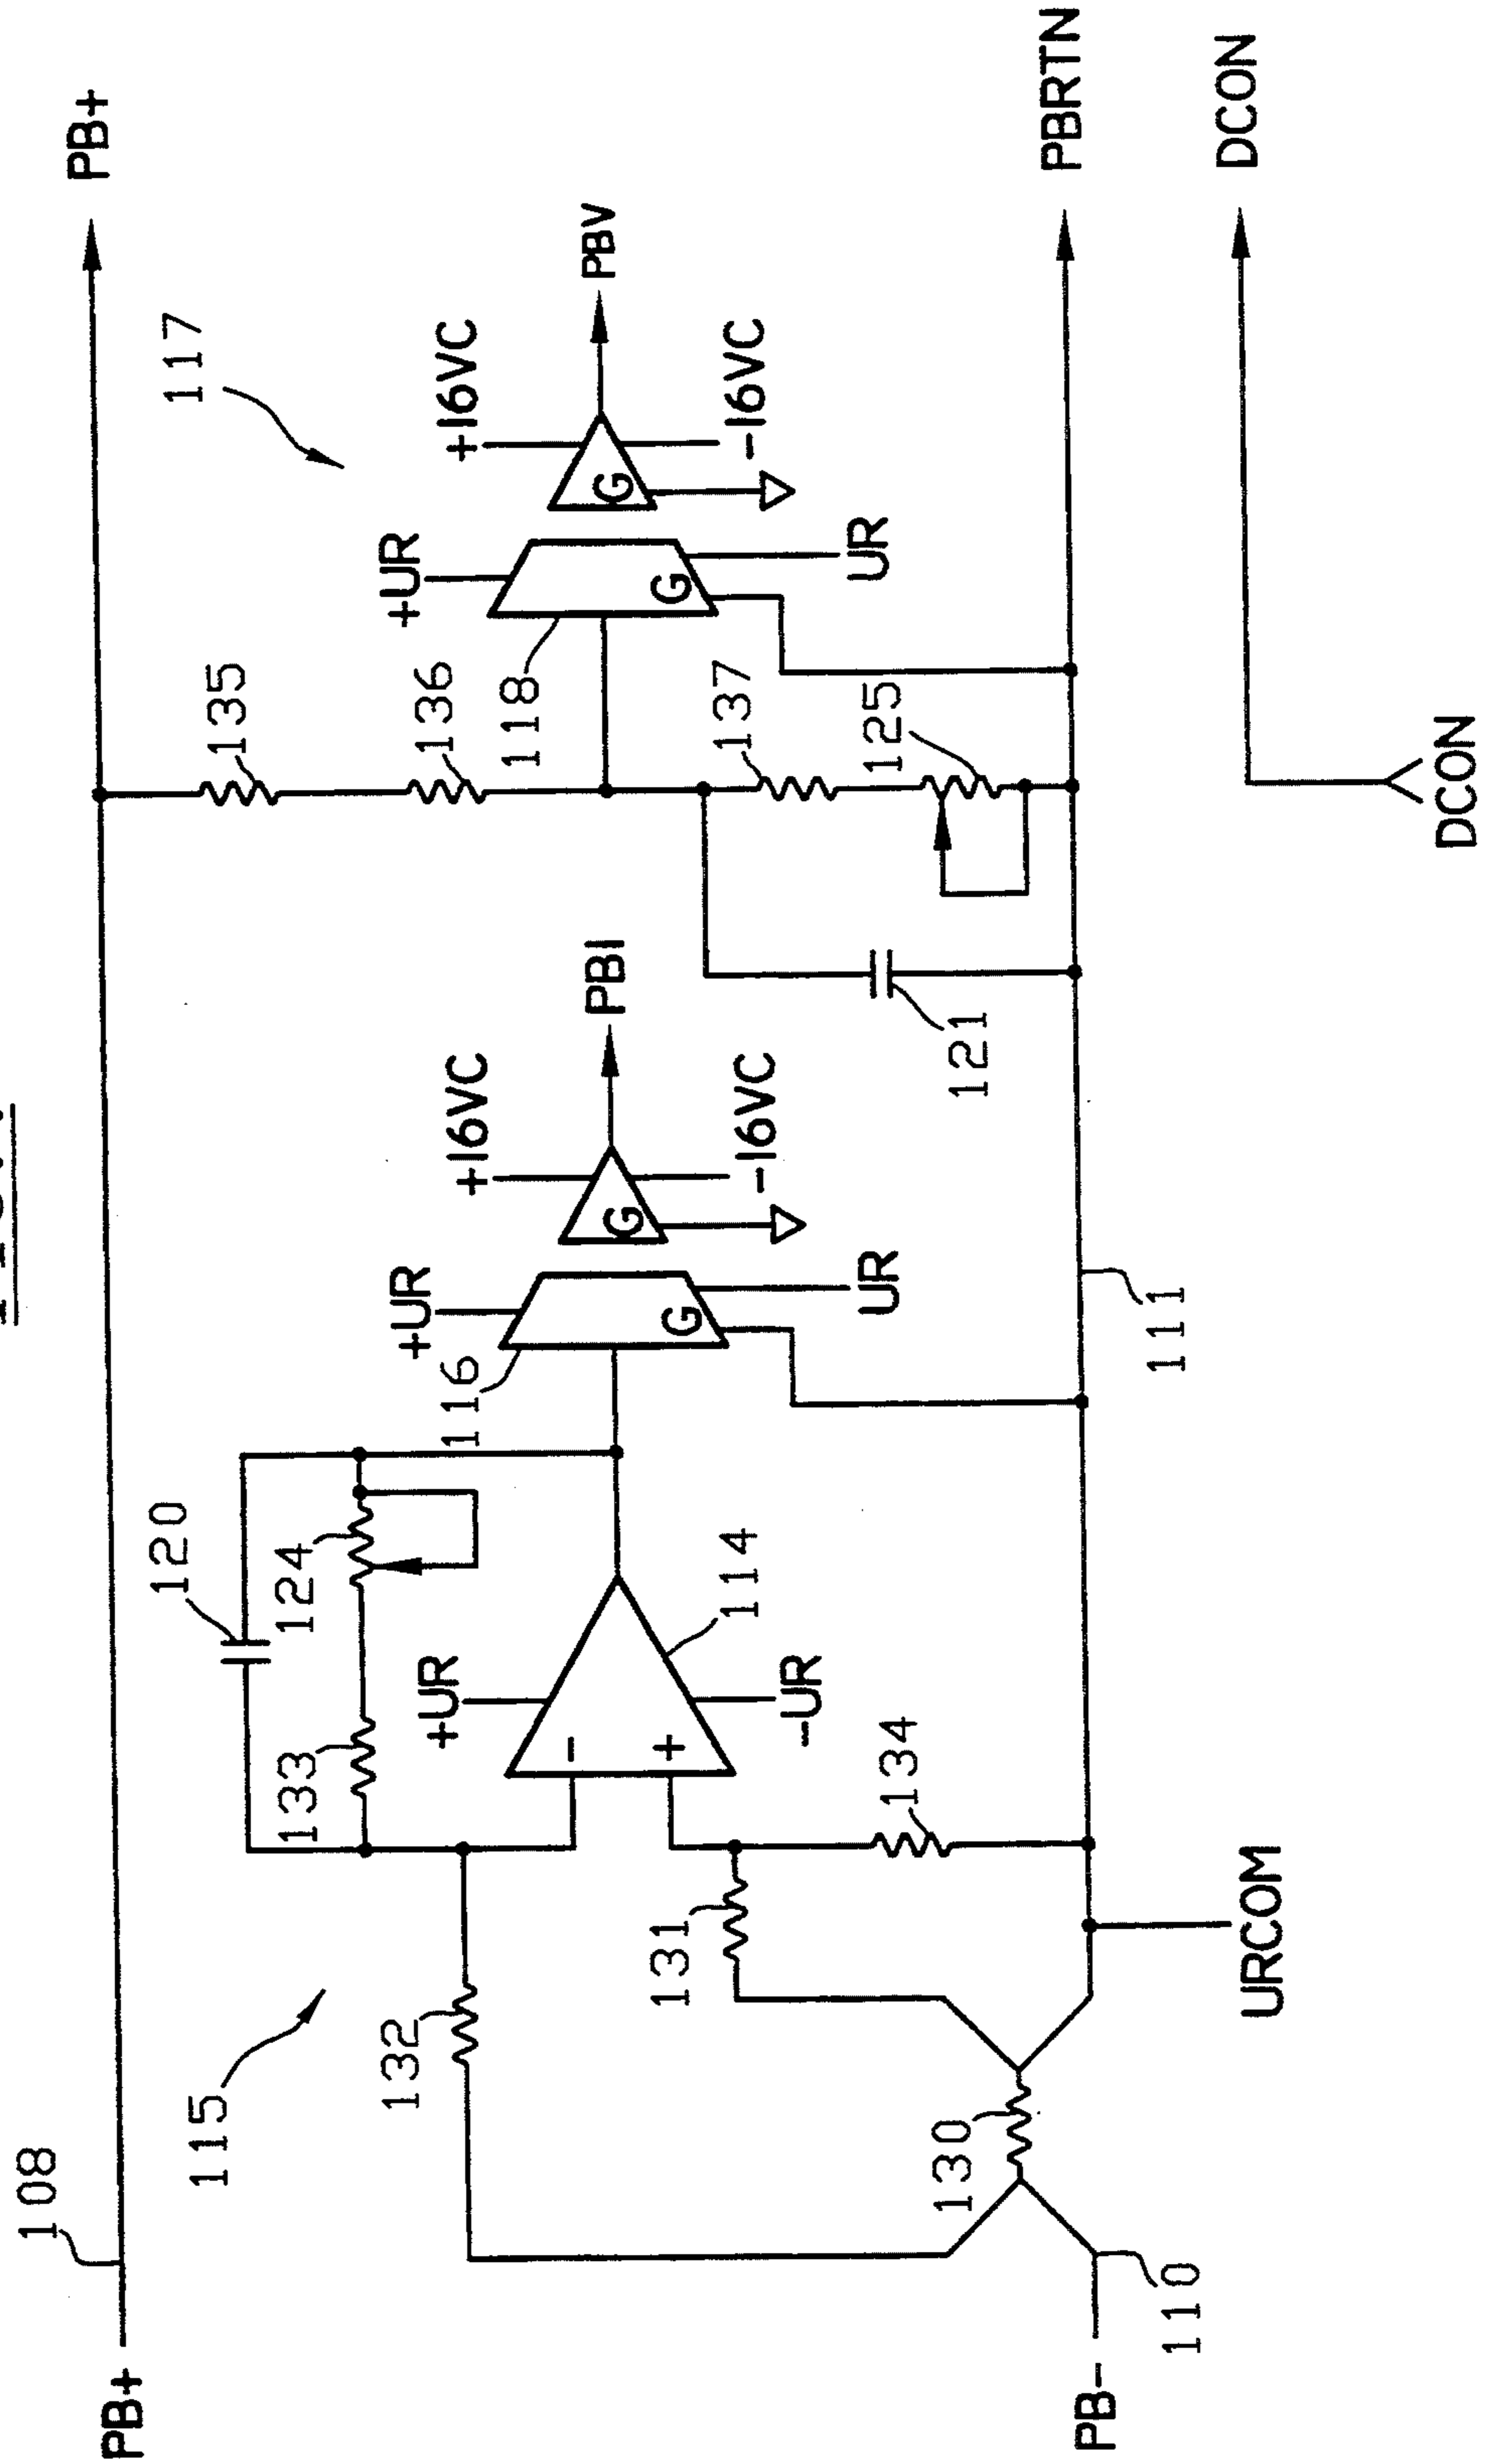 108
PB+
PB+
115
120
117
132
133
124
+UR
114
116
+UR
+16VC
PBI
135
136
118
+UR
+16VC
PBV
-
+
G
G
G
G
-UR
UR
-16VC
137
125
UR
-16VC
131
134
121
130
PB-
110
URCOM
111
PBRTN
DCON
DCON